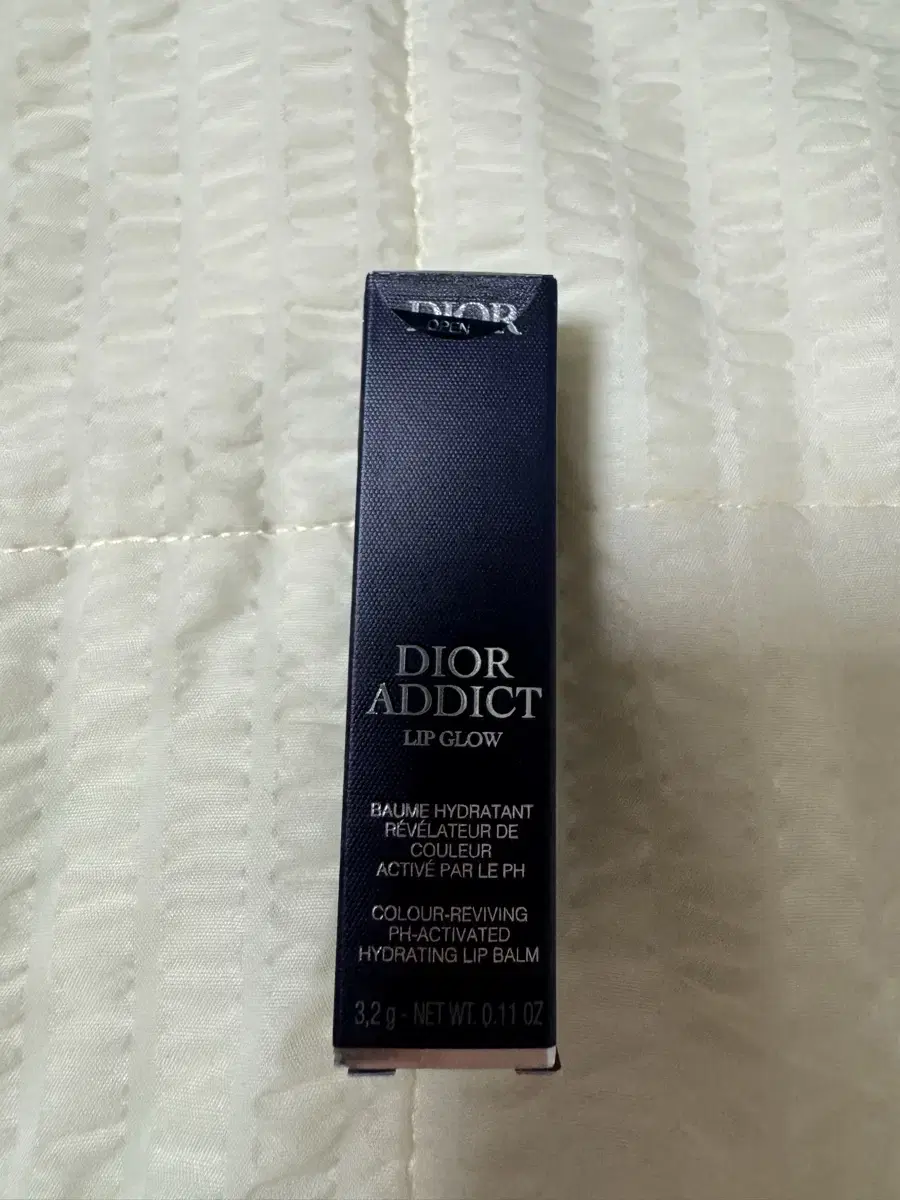 DIOR
OPEN
DIOR
ADDICT
LIP GLOW
BAUME HYDRATANT
RÉVÉLATEUR DE
COULEUR
ACTIVÉ PAR LE PH
COLOUR-REVIVING
PH-ACTIVATED
HYDRATING LIP BALM
3,2 g - NET WT. 0.11 OZ